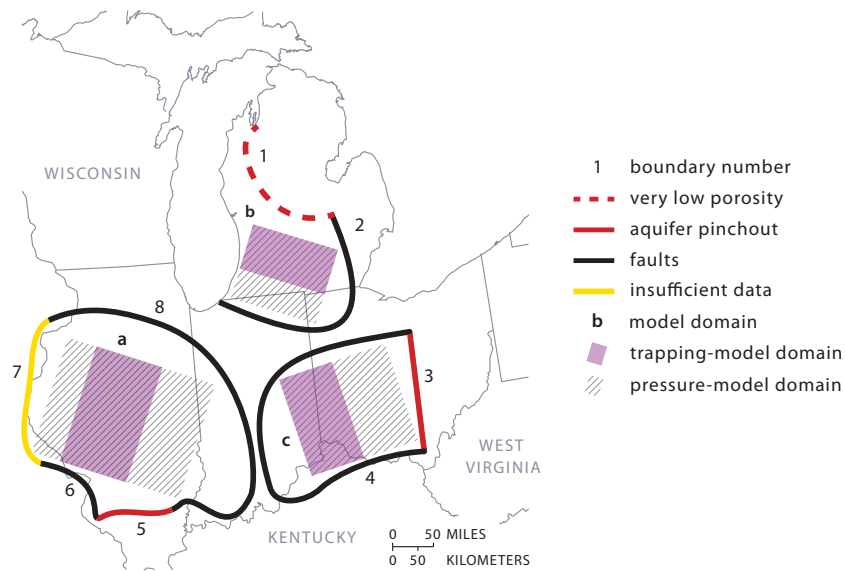 WISCONSIN
1
b
2
8
a
7
3
c
WEST
VIRGINIA
6
4
5
KENTUCKY
0 50 MILES
0 50 KILOMETERS
1 boundary number
very low porosity
aquifer pinchout
faults
insufficient data
b model domain
trapping-model domain
pressure-model domain